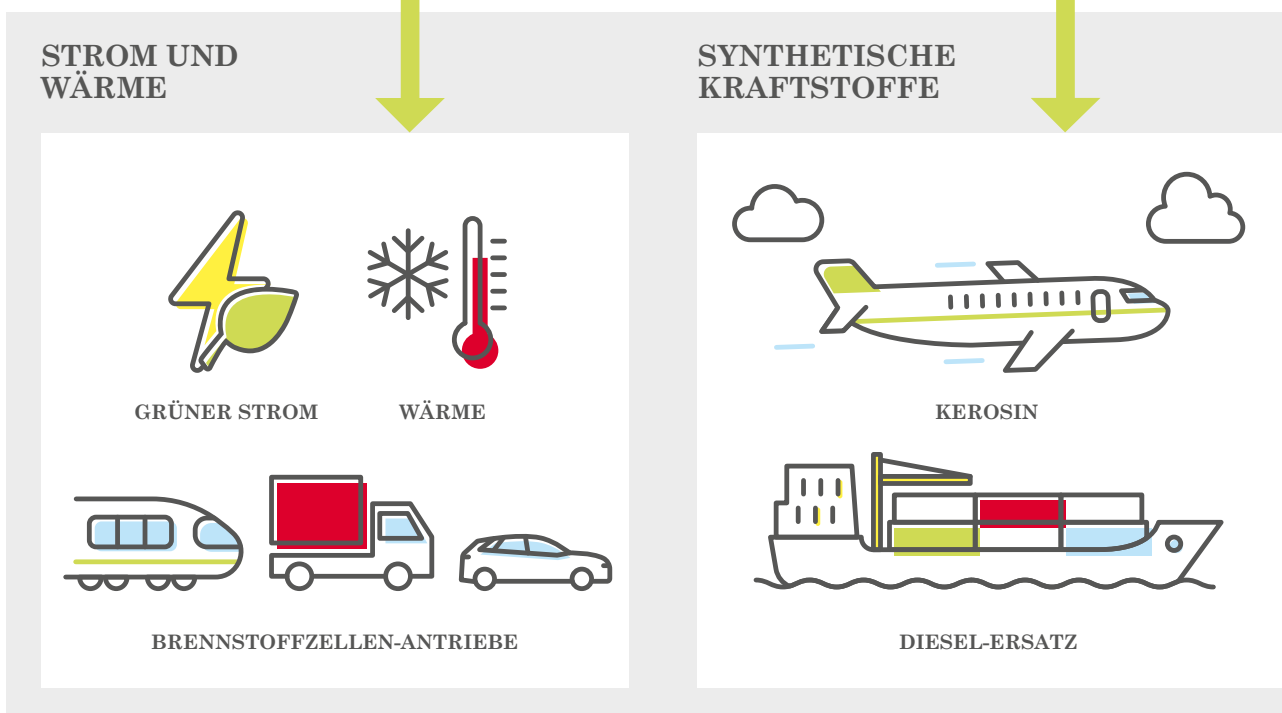 STROM UND
WÄRME
GRÜNER STROM
WÄRME
BRENNSTOFFZELLEN-ANTRIEBE
SYNTHETISCHE
KRAFTSTOFFE
KEROSIN
DIESEL-ERSATZ